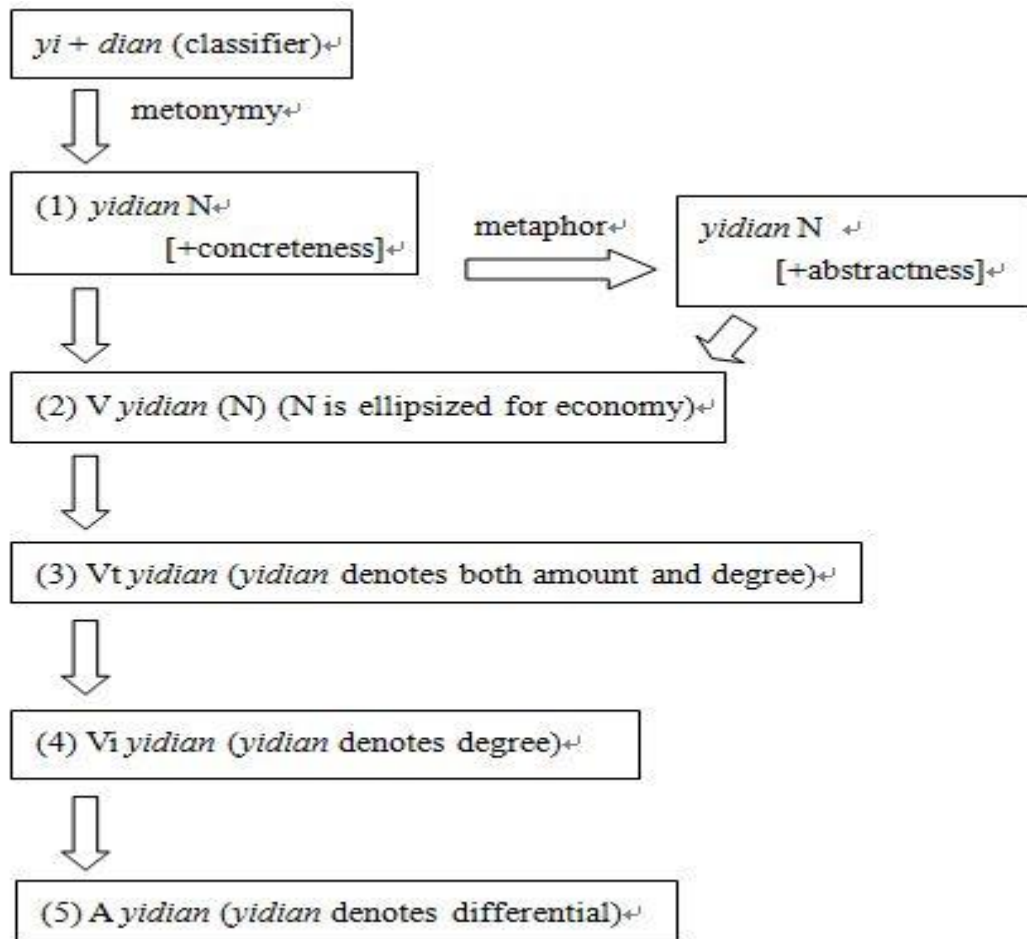 yi + dian (classifier)↵
metonymy↵
(1) yidian N↵
[+concreteness]↵
metaphor↵
yidian N ↵
[+abstractness]↵
(2) V yidian (N) (N is ellipsized for economy)↵
(3) Vt yidian (yidian denotes both amount and degree)↵
(4) Vi yidian (yidian denotes degree)↵
(5) A yidian (yidian denotes differential)↵